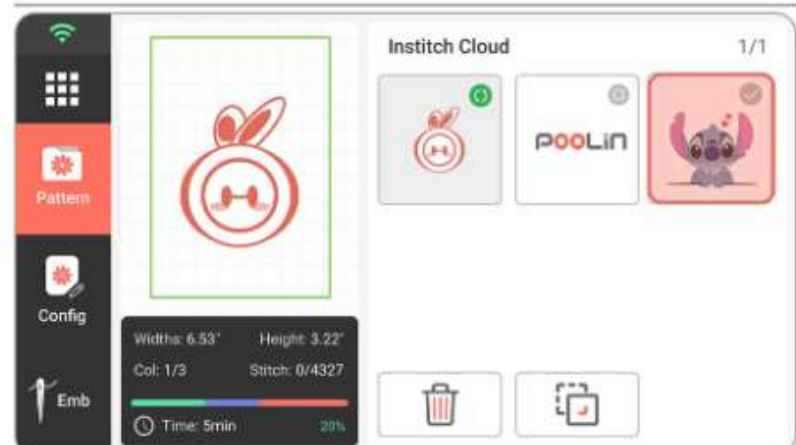 Institch Cloud 1/1
POOLIN
Pattern
Config
Emb
Widths: 6.53" Height: 3.22"
Col: 1/3 Stitch: 0/4327
Time: 5min 20%